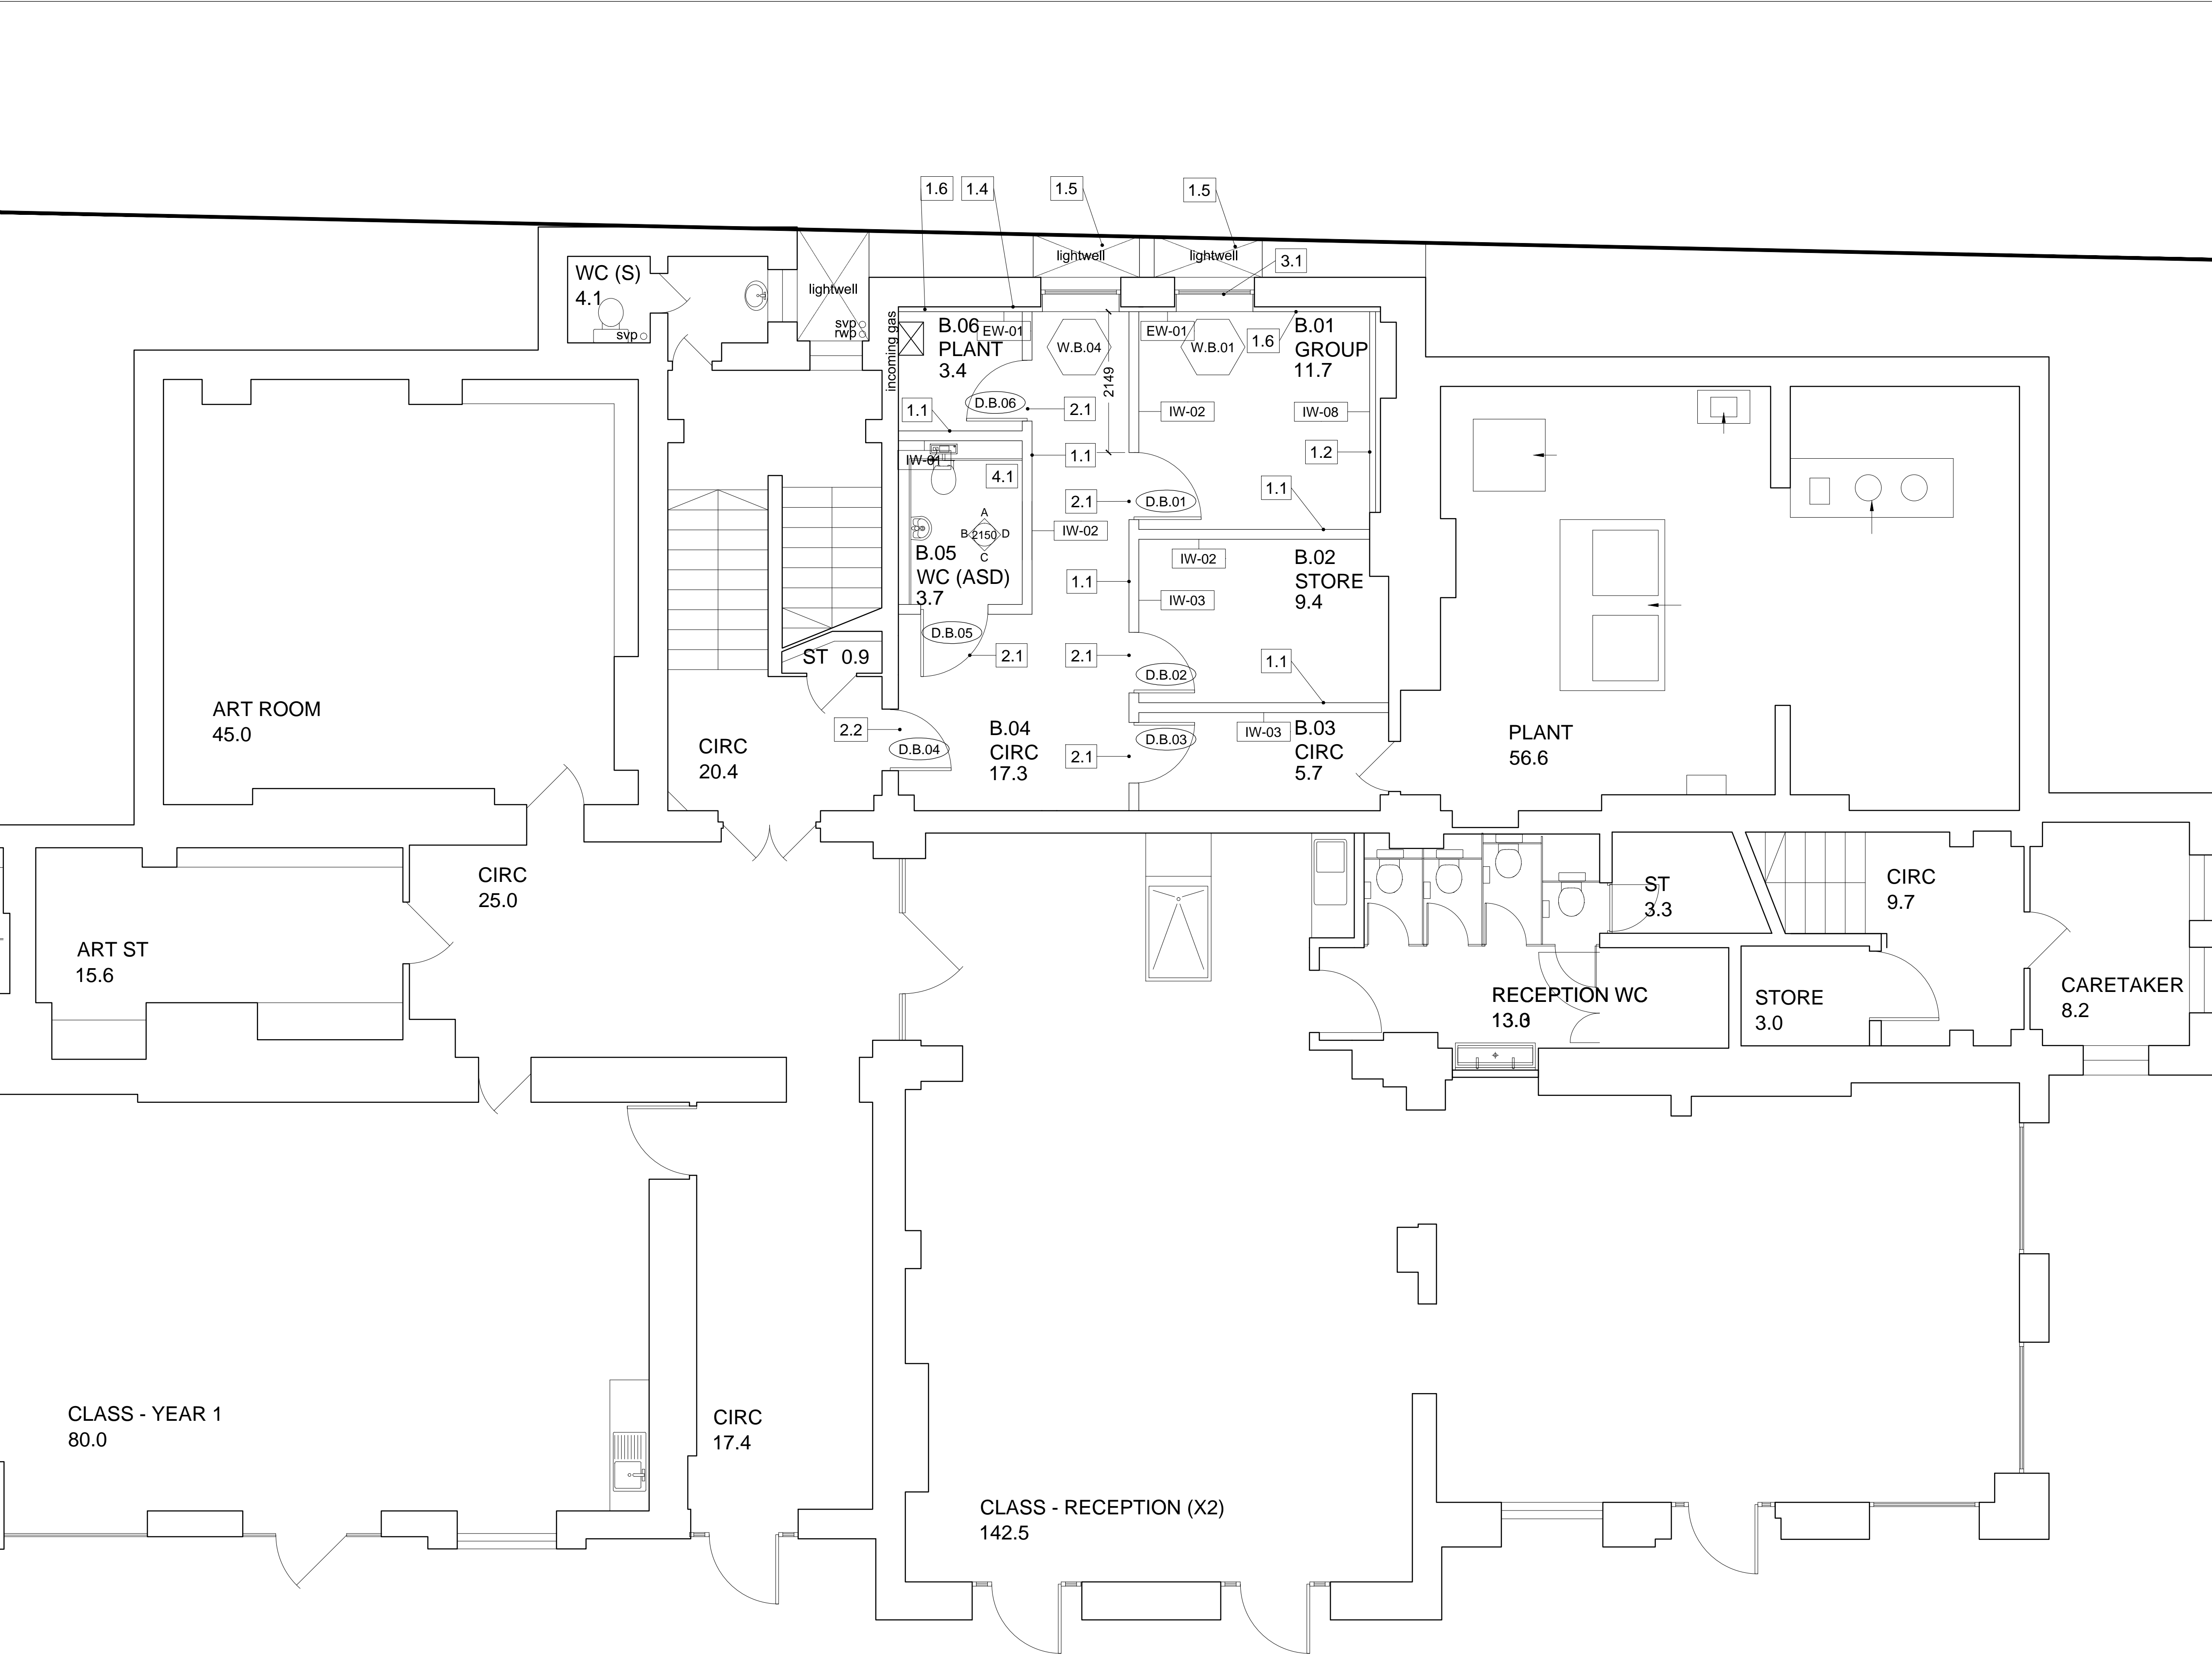 1.6
1.4
1.5
1.5
3.1
lightwell
lightwell
lightwell
WC (S)
4.1
svp
svp
rwp
incoming gas
B.06
PLANT
3.4
EW-01
W.B.04
EW-01
W.B.01
1.6
B.01
GROUP
11.7
2149
D.B.06
1.1
2.1
IW-02
IW-08
1.1
1.2
IW-01
4.1
2.1
D.B.01
1.1
A
B
2150
D
C
IW-02
B.05
WC (ASD)
3.7
1.1
IW-02
B.02
STORE
9.4
IW-03
D.B.05
2.1
2.1
D.B.02
1.1
ST 0.9
ART ROOM
45.0
CIRC
20.4
2.2
D.B.04
B.04
CIRC
17.3
2.1
D.B.03
IW-03
B.03
CIRC
5.7
PLANT
56.6
CIRC
25.0
ART ST
15.6
ST
3.3
CIRC
9.7
RECEPTION WC
STORE
3.0
CARETAKER
8.2
CLASS - YEAR 1
80.0
CIRC
17.4
CLASS - RECEPTION (X2)
142.5